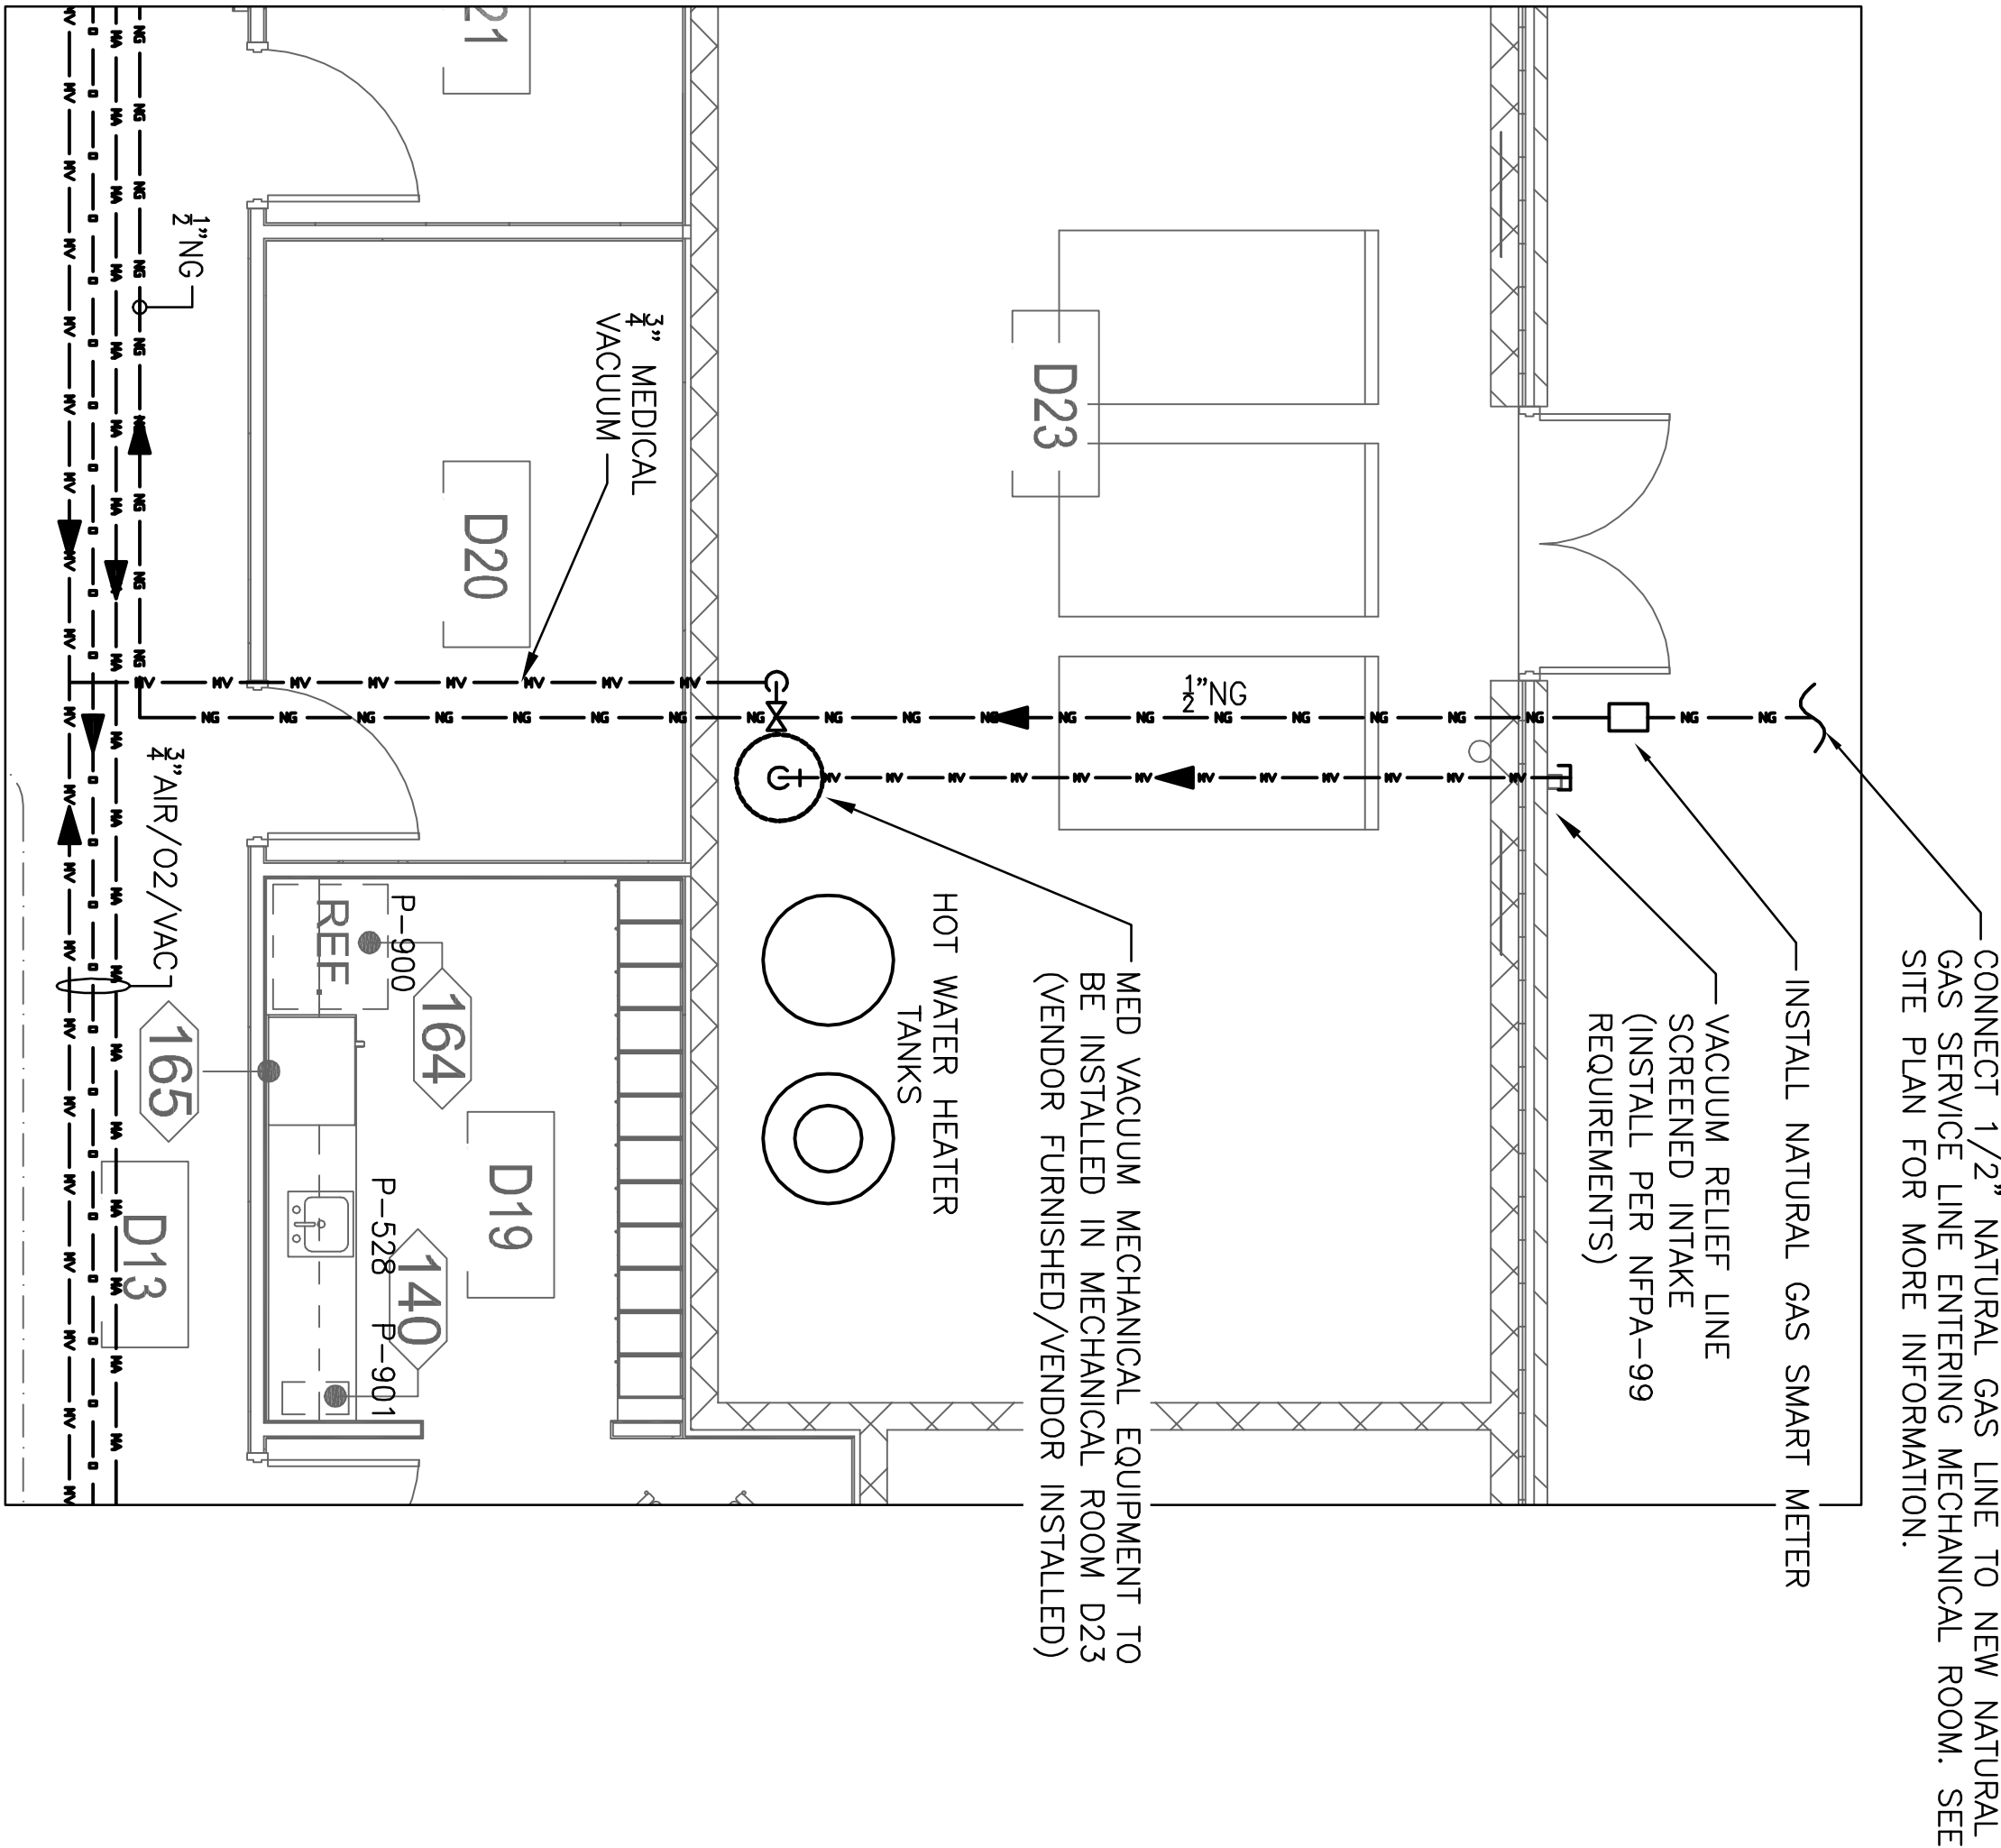 CONNECT 1/2" NATURAL GAS LINE TO NEW NATURAL
GAS SERVICE LINE ENTERING MECHANICAL ROOM. SEE
SITE PLAN FOR MORE INFORMATION.
INSTALL NATURAL GAS SMART METER
VACUUM RELIEF LINE
SCREENED INTAKE
(INSTALL PER NFPA-99
REQUIREMENTS)
1/2" NG
D23
MED VACUUM MECHANICAL EQUIPMENT TO
BE INSTALLED IN MECHANICAL ROOM D23
(VENDOR FURNISHED/VENDOR INSTALLED)
HOT WATER HEATER
TANKS
3/4" MEDICAL
VACUUM
21
D20
D19
164
140
P-900
P-528
P-901
REF.
1/2" NG
3/4" AIR/O2/VAC
165
D13
NG
MA
O
MV